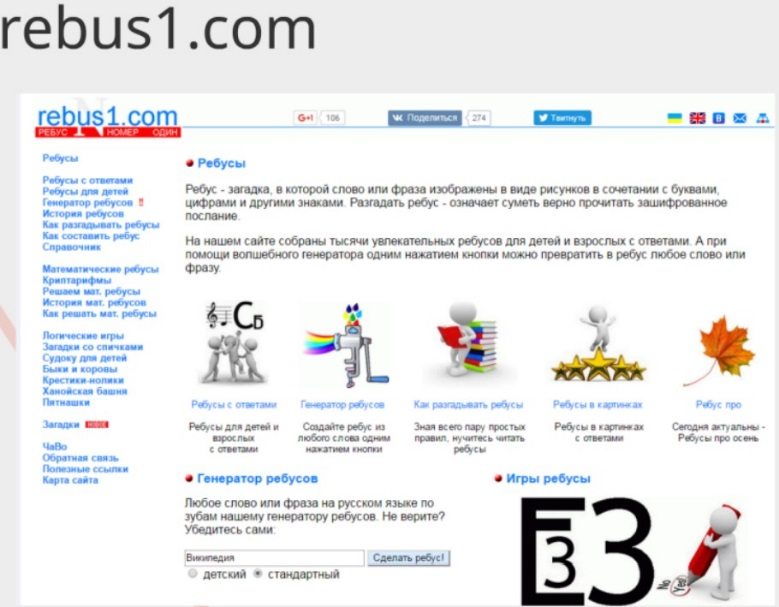 rebus1.com
rebus1.com
РЕБУС N НОМЕР ОДИН
G+1 106
Поделиться 274
Твитнуть
B
Ребусы
Ребусы с ответами
Ребусы для детей
Генератор ребусов !!
История ребусов
Как разгадывать ребусы
Как составить ребус
Справочник
Математические ребусы
Криптарифмы
Решаем мат. ребусы
История мат. ребусов
Как решать мат. ребусы
Логические игры
Загадки со спичками
Судоку для детей
Быки и коровы
Крестики-нолики
Ханойская башня
Пятнашки
Загадки НОВОЕ
ЧаВо
Обратная связь
Полезные ссылки
Карта сайта
Ребусы
Ребус - загадка, в которой слово или фраза изображены в виде рисунков в сочетании с буквами,
цифрами и другими знаками. Разгадать ребус - означает суметь верно прочитать зашифрованное
послание.
На нашем сайте собраны тысячи увлекательных ребусов для детей и взрослых с ответами. А при
помощи волшебного генератора одним нажатием кнопки можно превратить в ребус любое слово или
фразу.
СБ
Ребусы с ответами
Ребусы для детей и
взрослых
с ответами
Генератор ребусов
Создайте ребус из
любого слова одним
нажатием кнопки
Как разгадывать ребусы
Зная всего пару простых
правил, нучитесь читать
ребусы
Ребусы в картинках
Ребусы в картинках
с ответами
Ребус про
Сегодня актуальны -
Ребусы про осень
Генератор ребусов
Любое слово или фраза на русском языке по
зубам нашему генератору ребусов. Не верите?
Убедитесь сами:
Википедия
Сделать ребус!
детский стандартный
Игры ребусы
Е 3 З
No
Yes